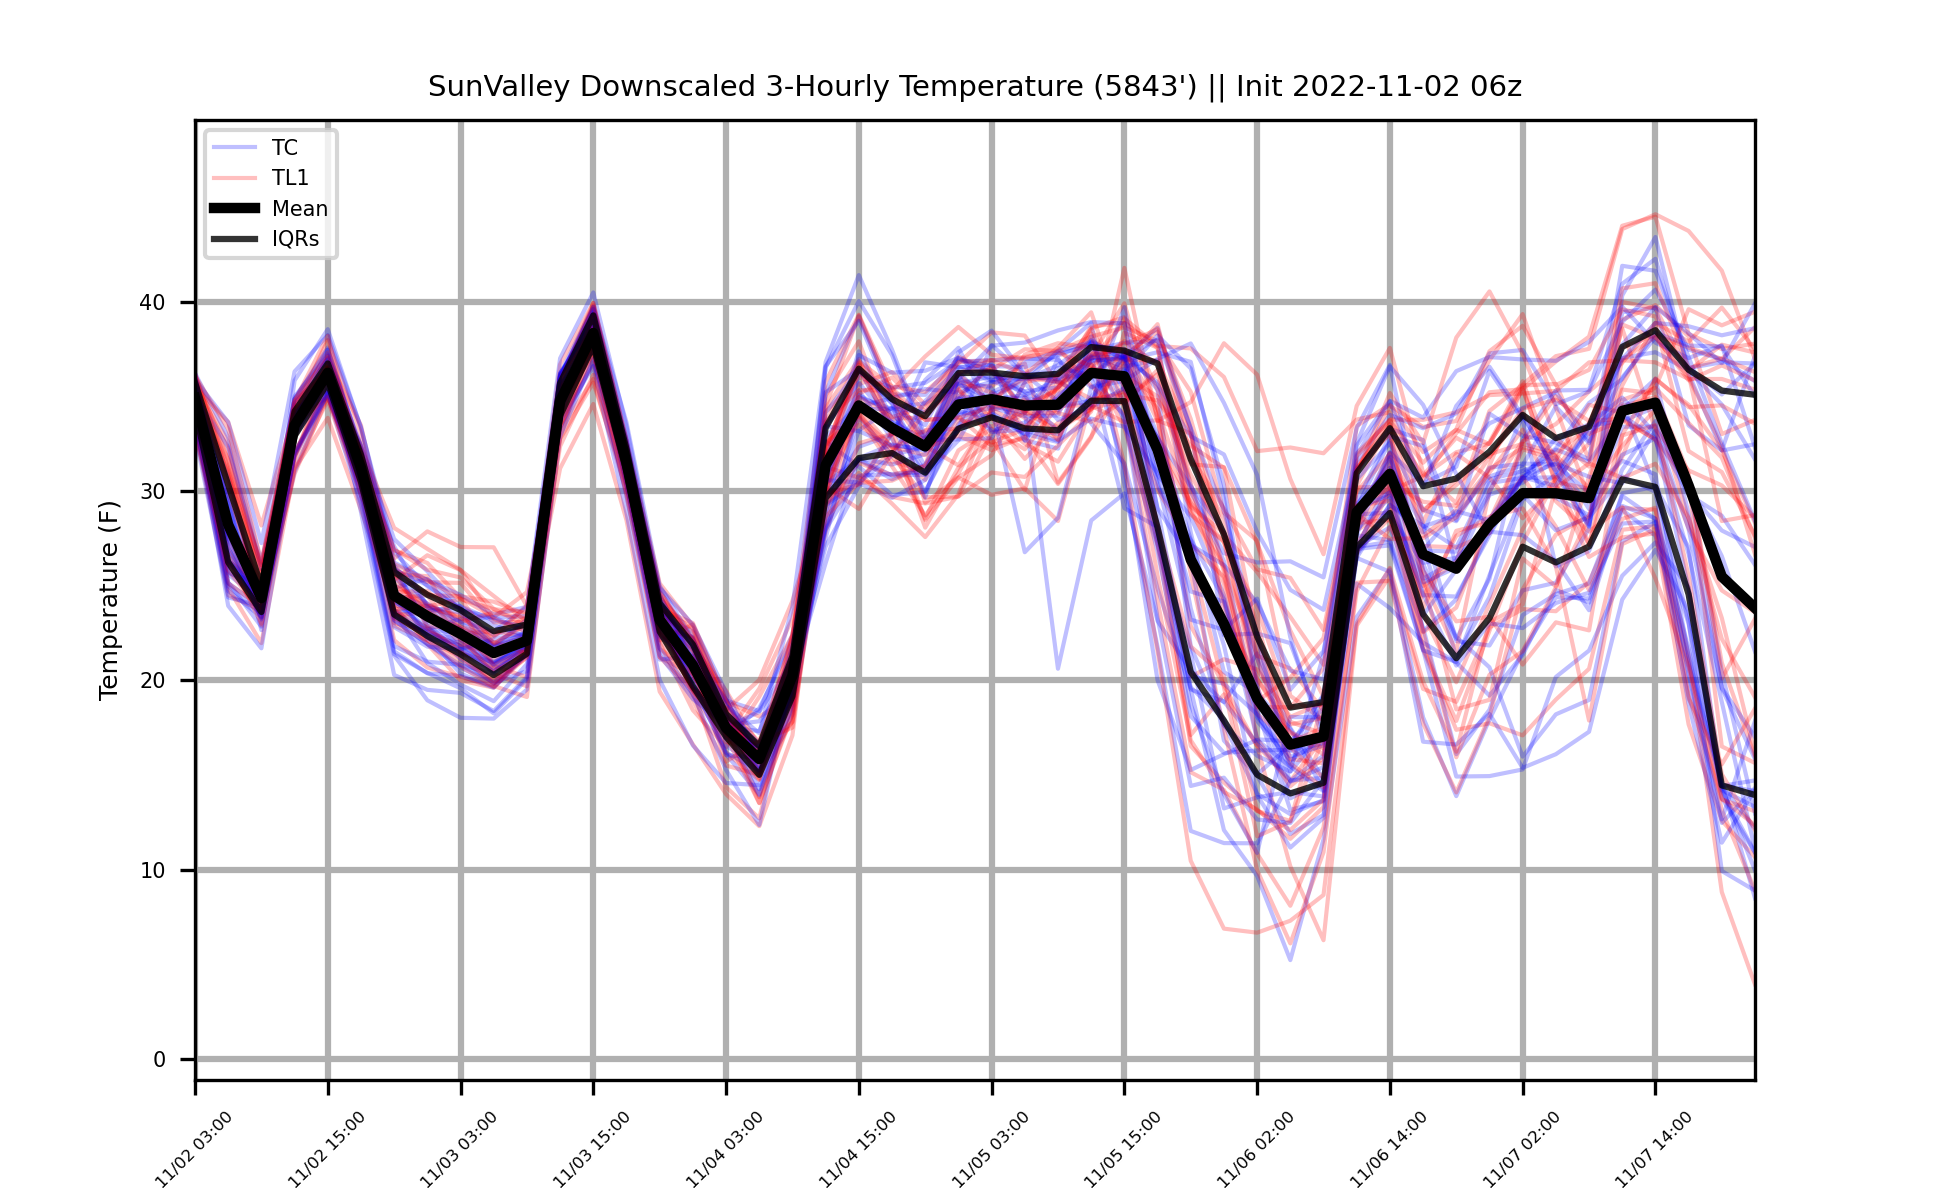 SunValley Downscaled 3-Hourly Temperature (5843') || Init 2022-11-02 06z
TC
TL1
Mean
IQRs
Temperature (F)
40
30
20
10
0
11/02 03:00
11/02 15:00
11/03 03:00
11/03 15:00
11/04 03:00
11/04 15:00
11/05 03:00
11/05 15:00
11/06 02:00
11/06 14:00
11/07 02:00
11/07 14:00